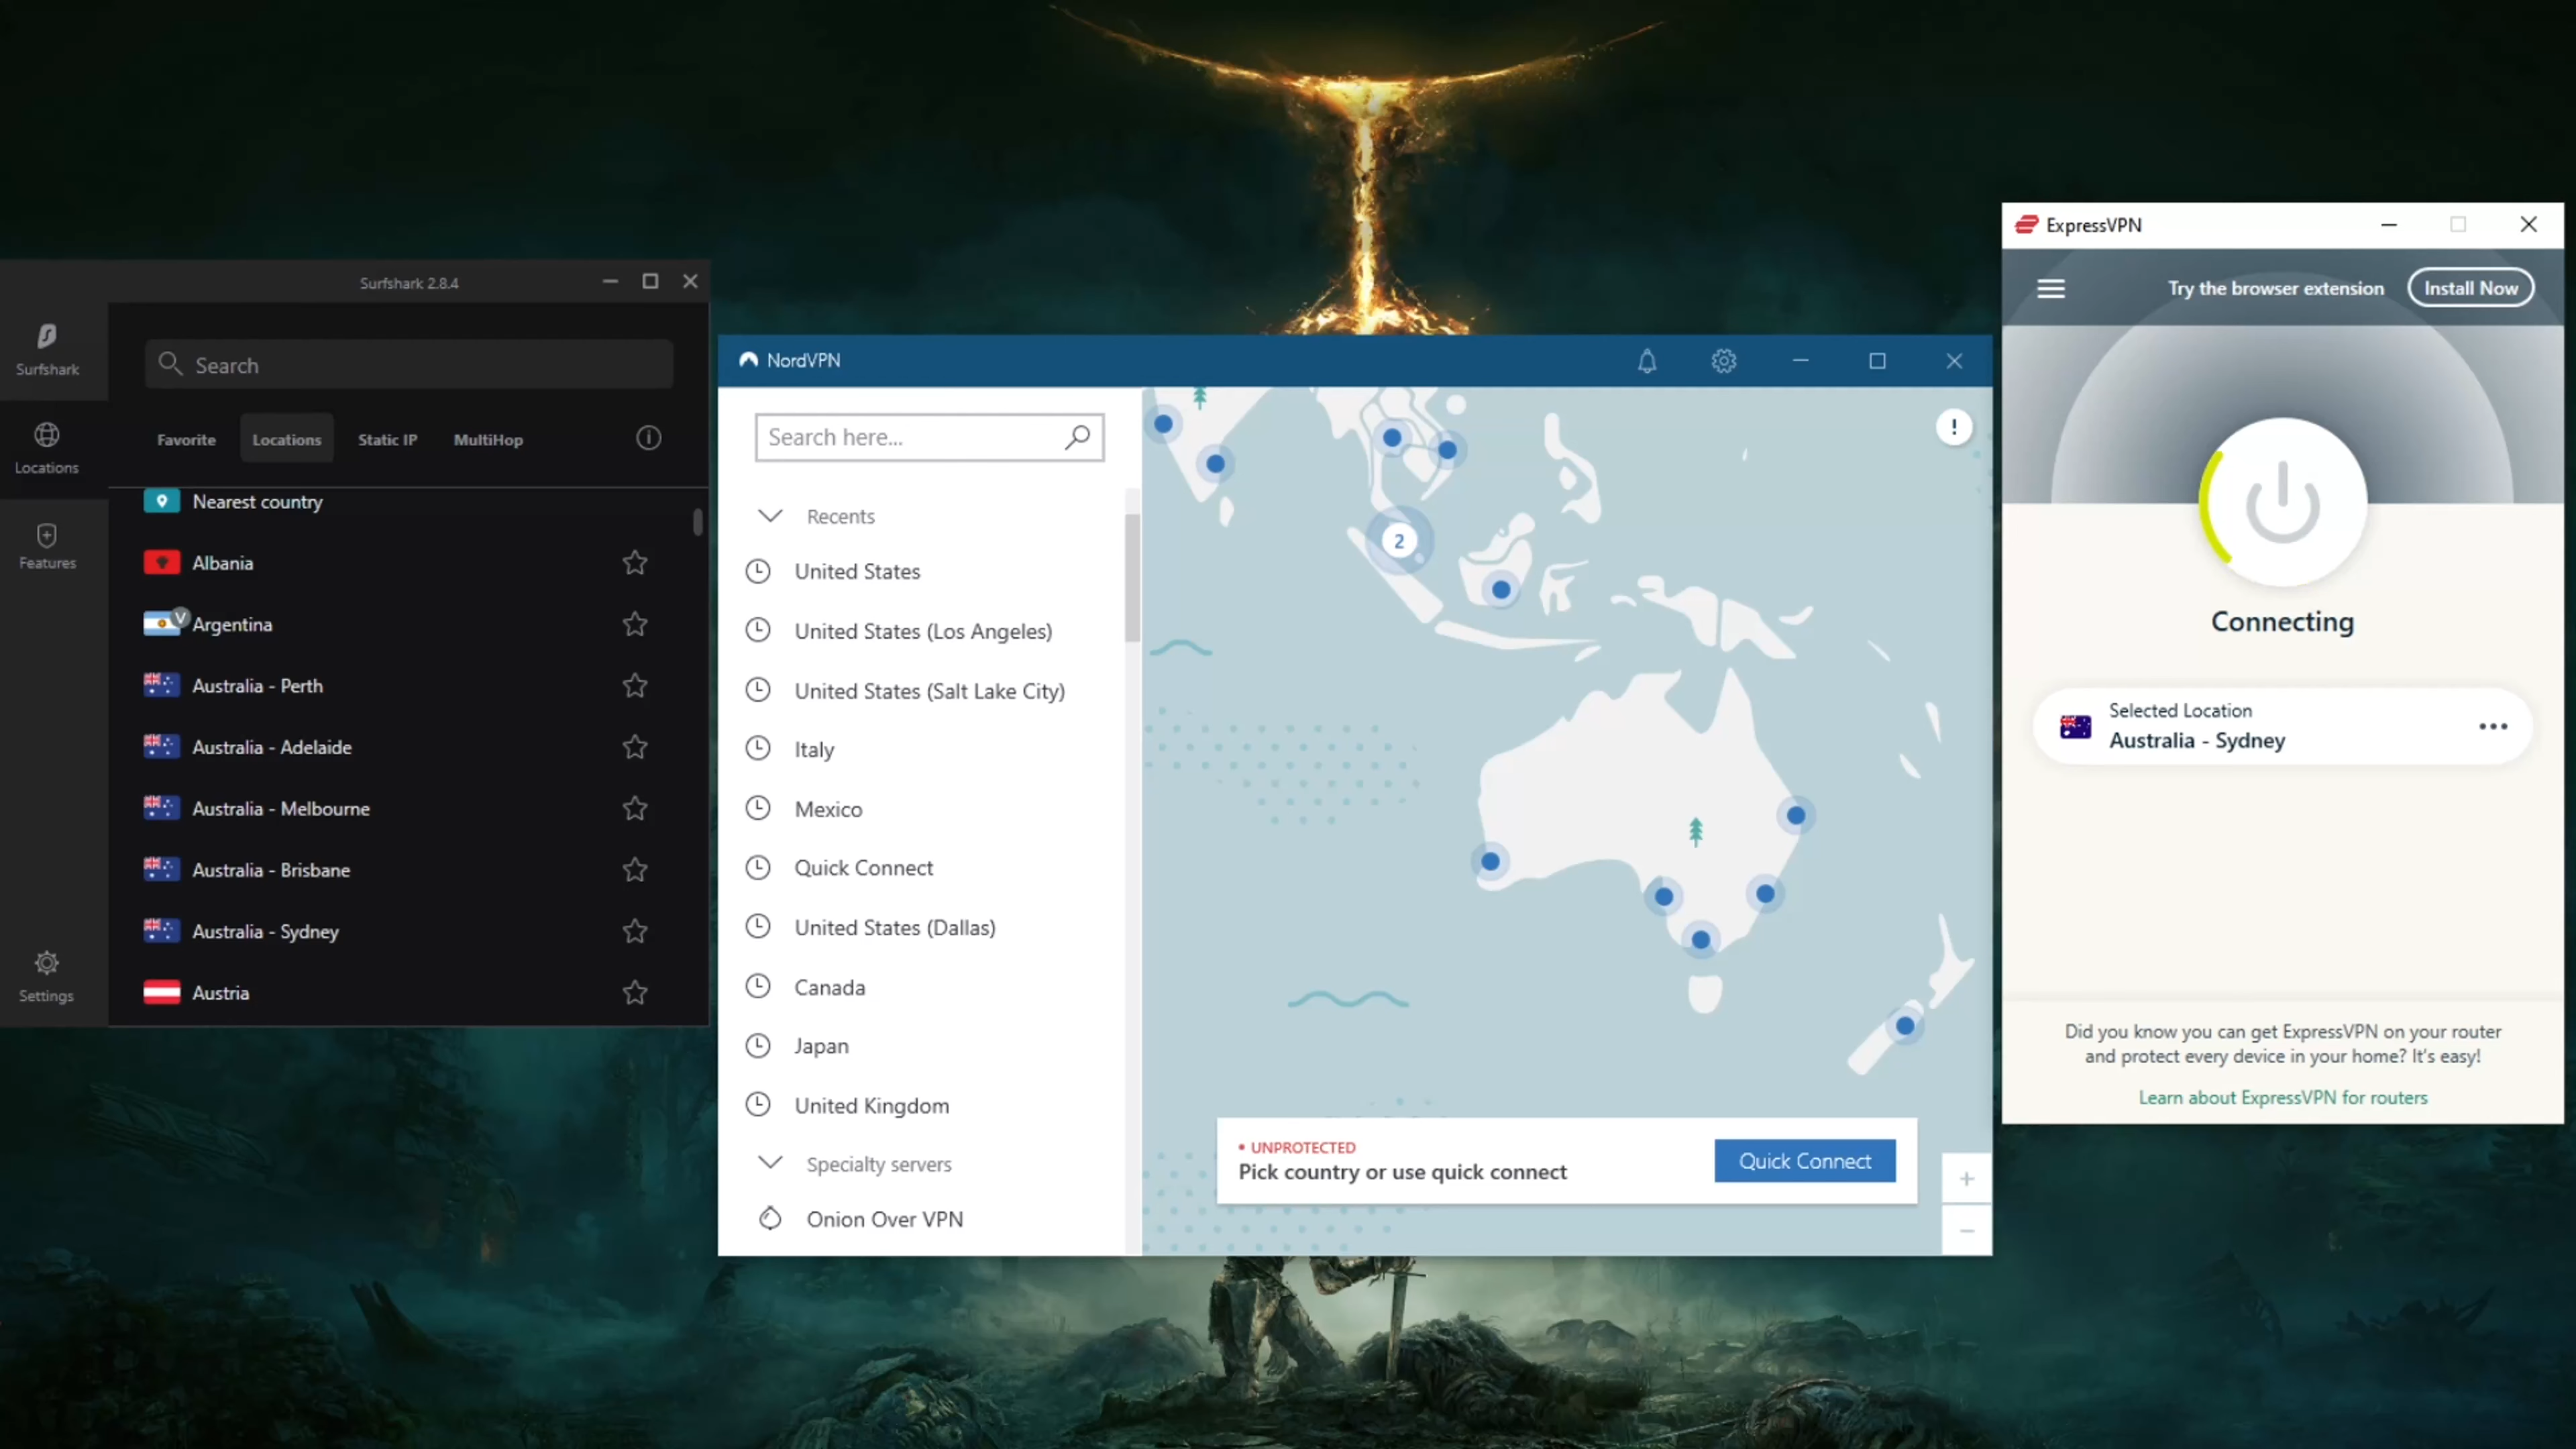 Surfshark 2.8.4
Surfshark
Locations
Features
Settings
Search
Favorite
Locations
Static IP
MultiHop
Nearest country
Albania
V
Argentina
Australia - Perth
Australia - Adelaide
Australia - Melbourne
Australia - Brisbane
Australia - Sydney
Austria
NordVPN
Search here...
Recents
United States
United States (Los Angeles)
United States (Salt Lake City)
Italy
Mexico
Quick Connect
United States (Dallas)
Canada
Japan
United Kingdom
Specialty servers
Onion Over VPN
!
2
• UNPROTECTED
Pick country or use quick connect
Quick Connect
+
−
ExpressVPN
Try the browser extension
Install Now
Connecting
Selected Location
Australia - Sydney
Did you know you can get ExpressVPN on your router
and protect every device in your home? It's easy!
Learn about ExpressVPN for routers